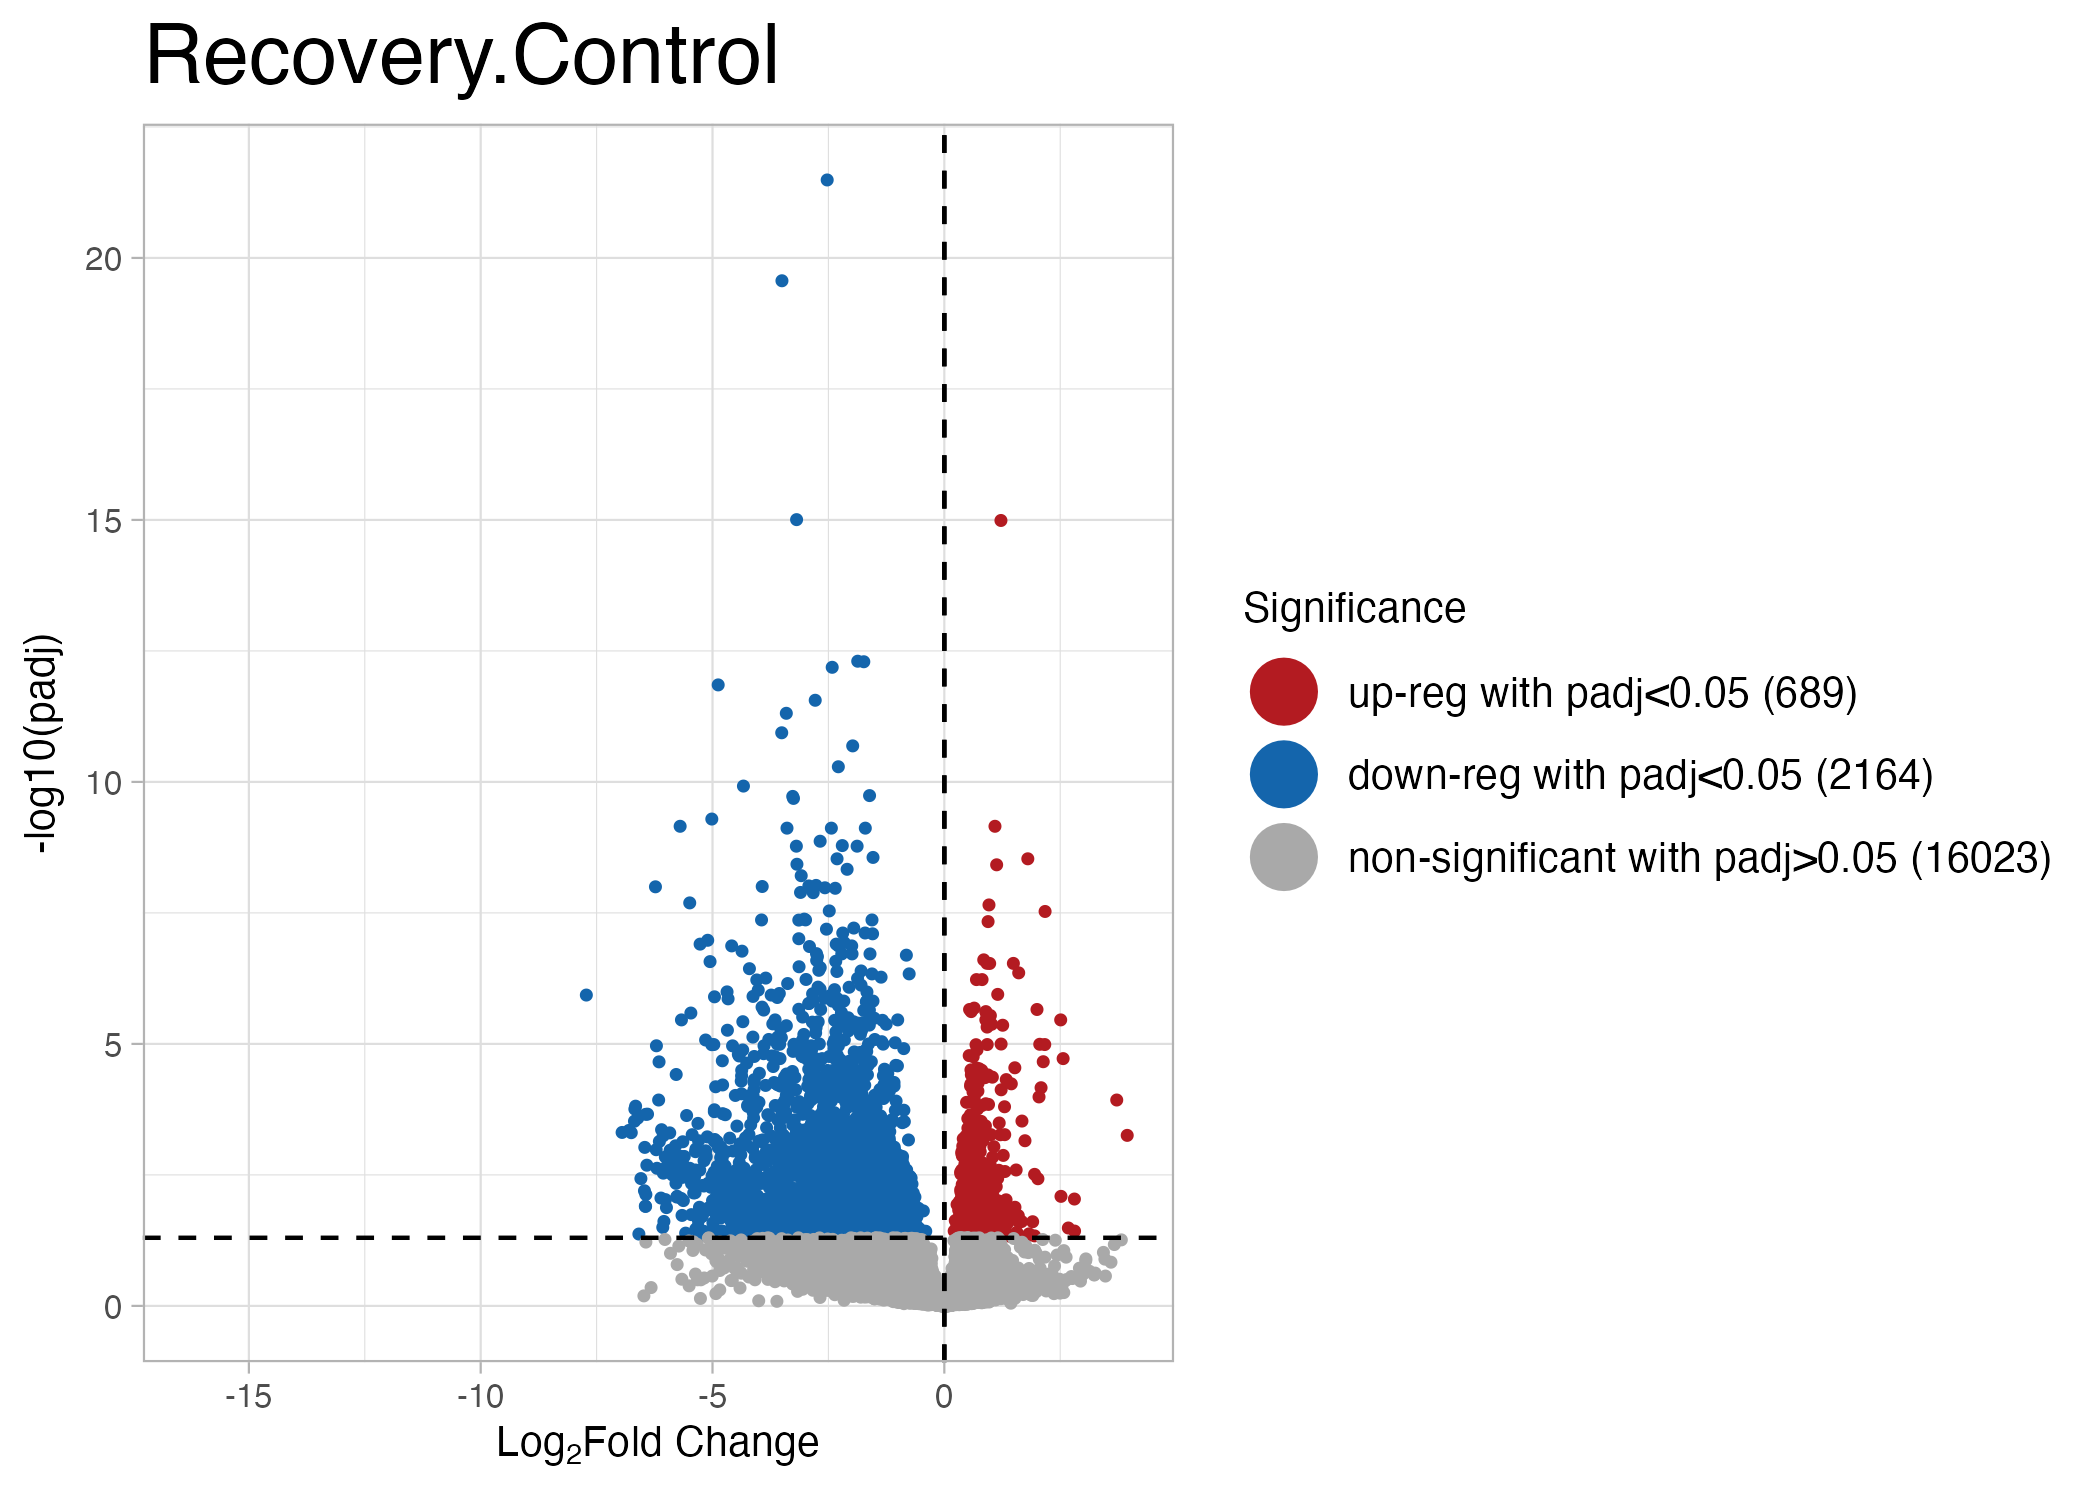 Recovery.Control
-log10(padj)
20
15
10
5
0
-15
-10
-5
0
Log₂Fold Change
Significance
up-reg with padj<0.05 (689)
down-reg with padj<0.05 (2164)
non-significant with padj>0.05 (16023)